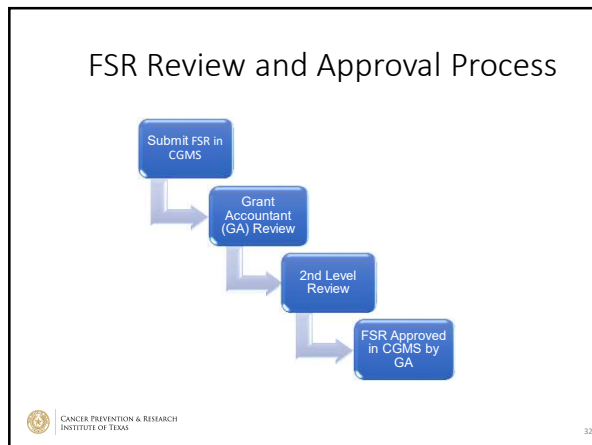 FSR Review and Approval Process
Submit FSR in
CGMS
Grant
Accountant
(GA) Review
2nd Level
Review
FSR Approved
in CGMS by
GA
CANCER PREVENTION & RESEARCH
INSTITUTE OF TEXAS
32